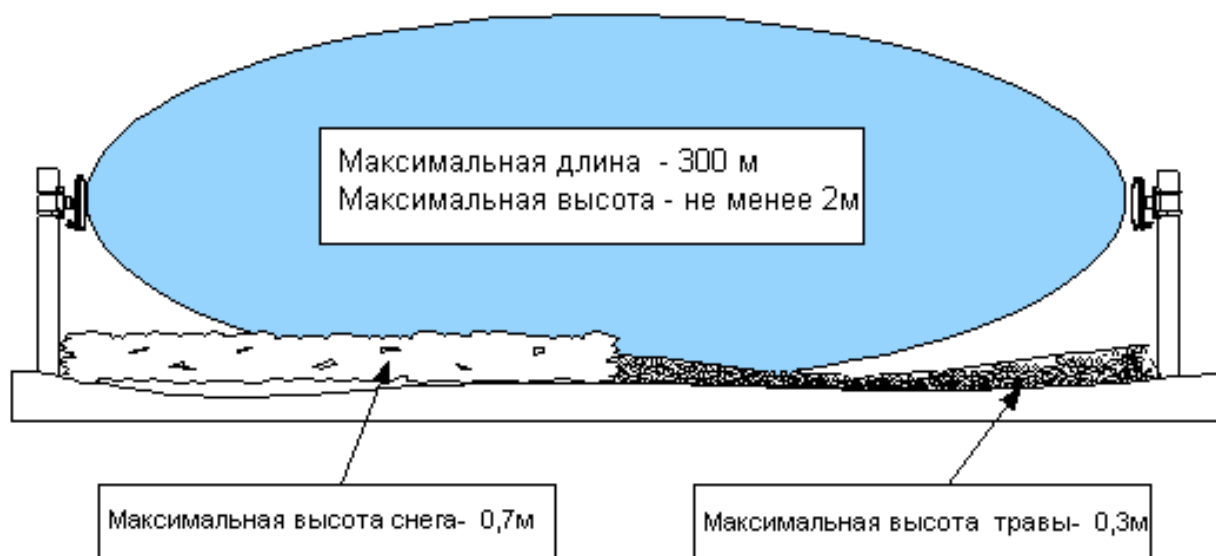 Максимальная длина - 300 м
Максимальная высота - не менее 2м
Максимальная высота снега- 0,7м
Максимальная высота травы- 0,3м